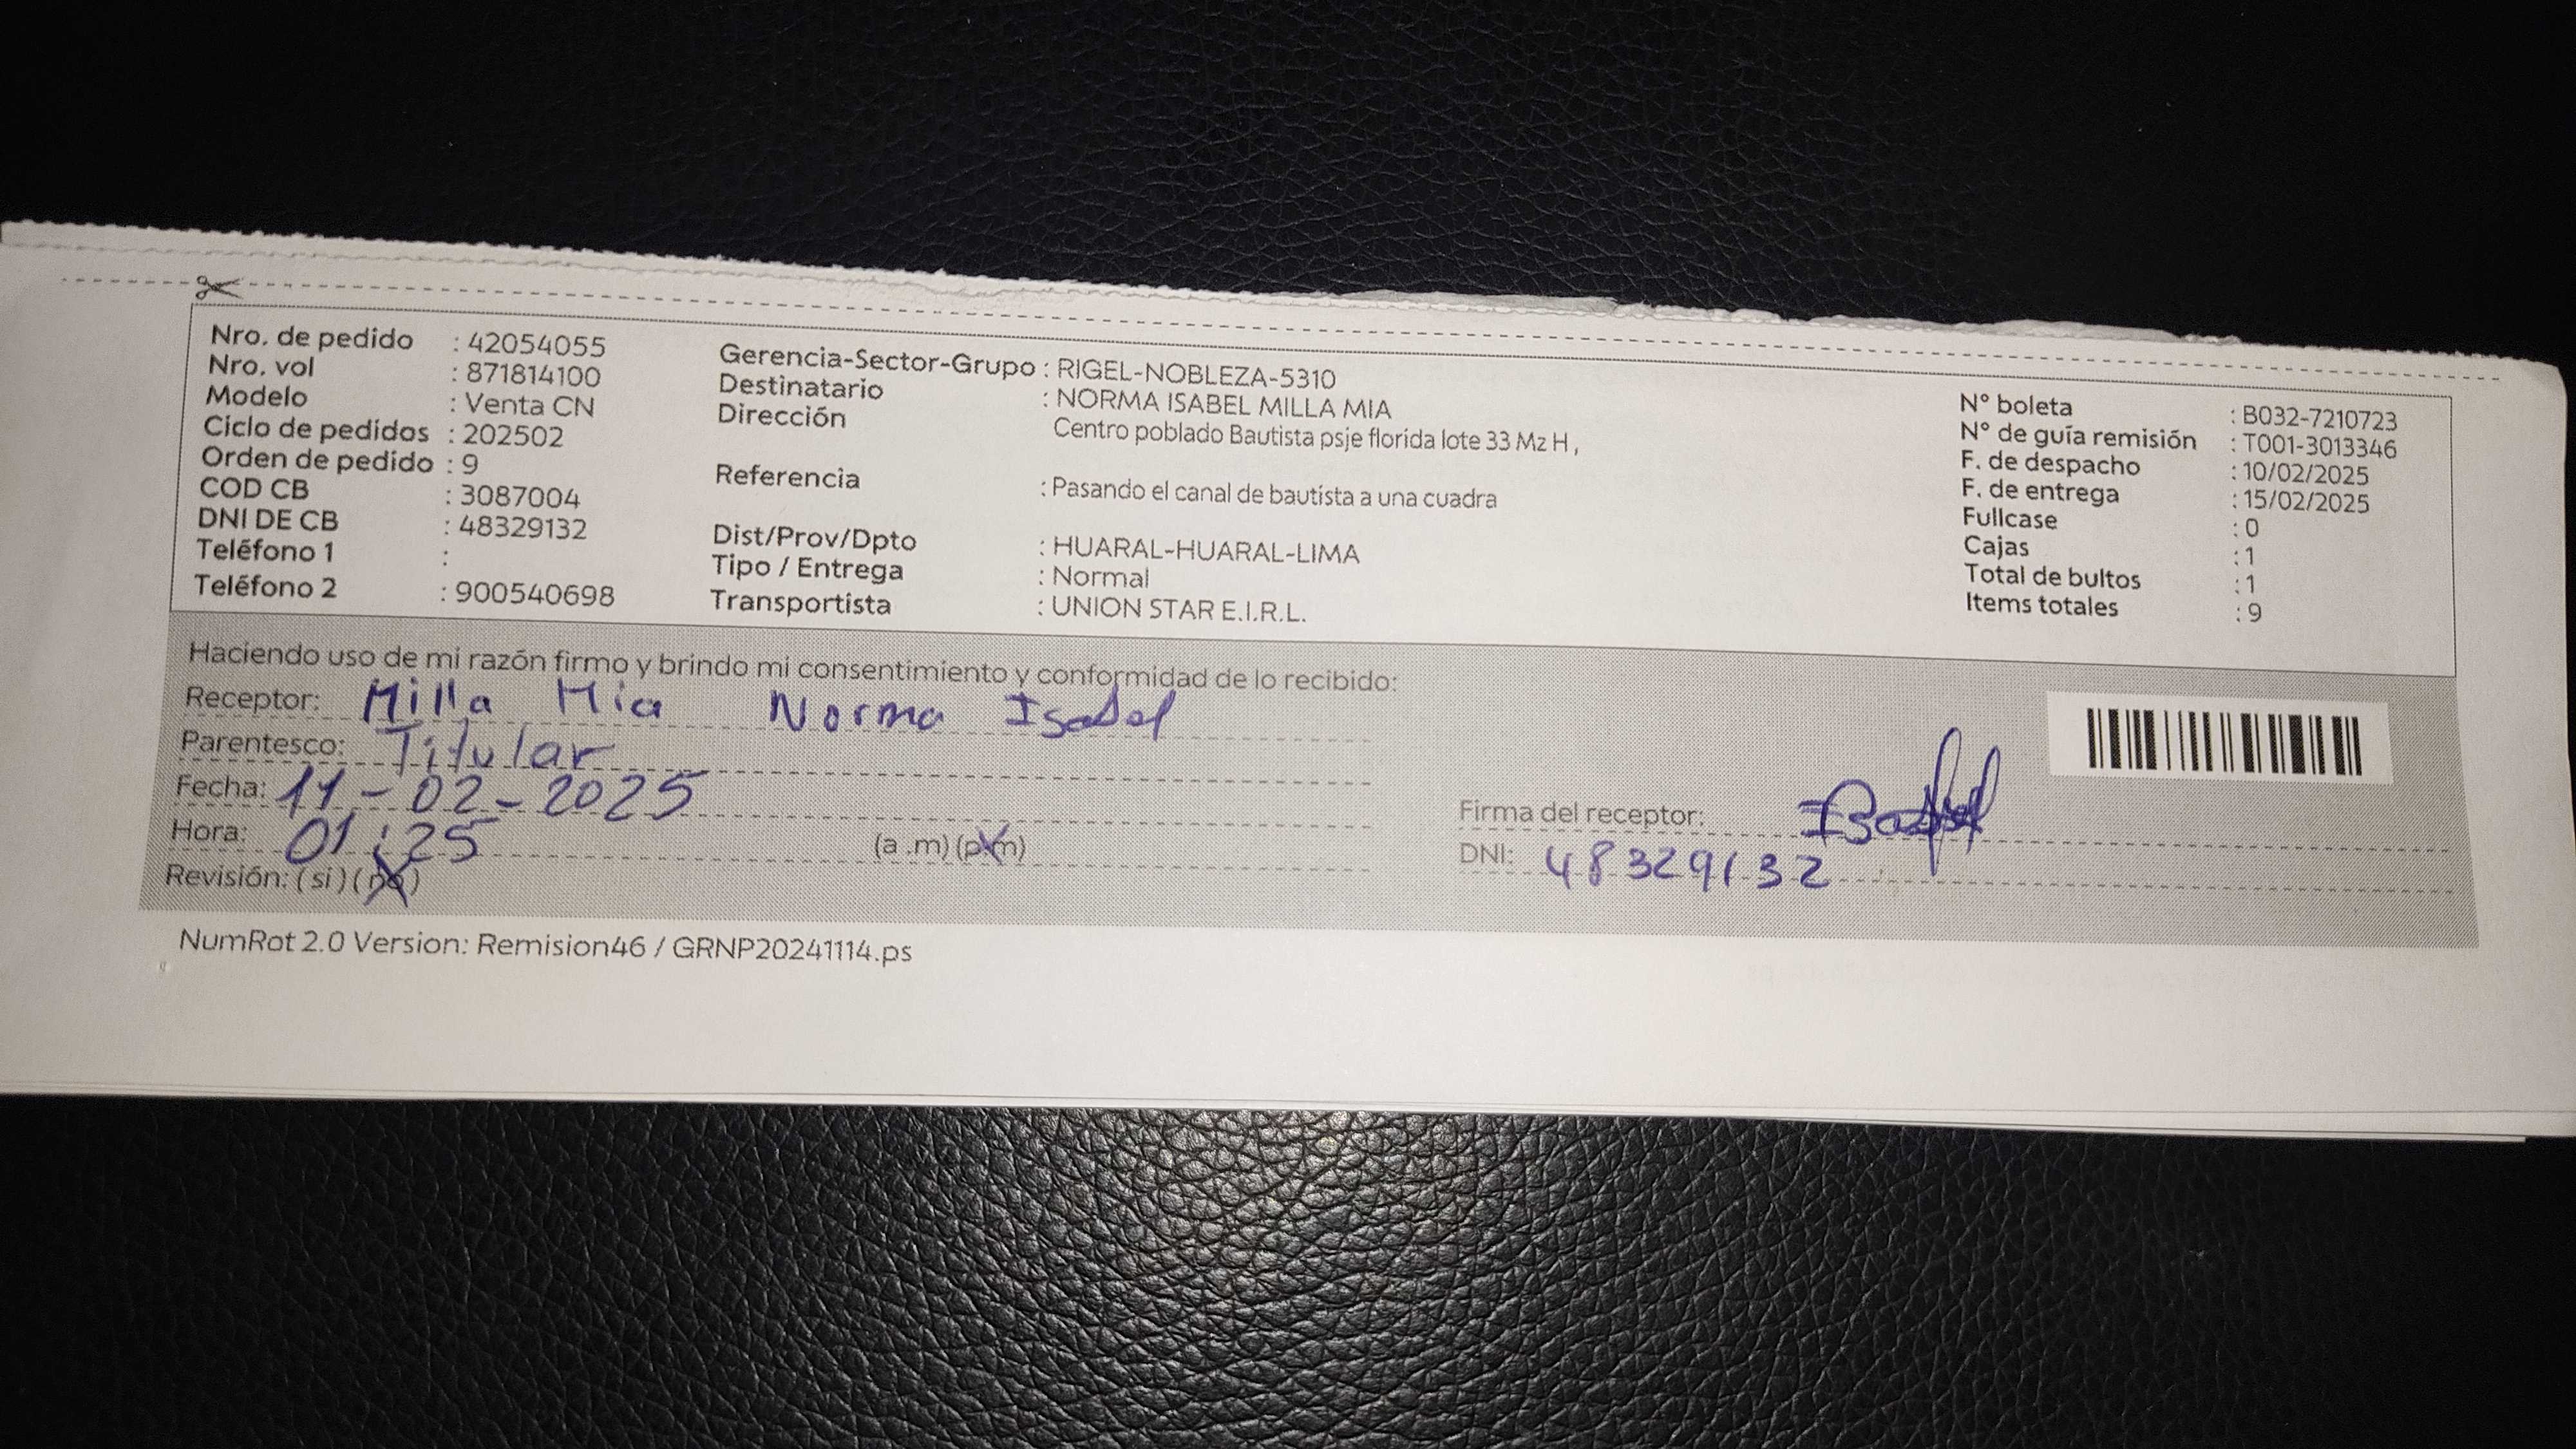 Nro. de pedido : 42054055
Nro. vol : 871814100
Modelo : Venta CN
Ciclo de pedidos : 202502
Orden de pedido : 9
COD CB : 3087004
DNI DE CB : 48329132
Teléfono 1 :
Teléfono 2 : 900540698
Gerencia-Sector-Grupo : RIGEL-NOBLEZA-5310
Destinatario : NORMA ISABEL MILLA MIA
Dirección Centro poblado Bautista psje florida lote 33 Mz H ,
Referencia : Pasando el canal de bautista a una cuadra
Dist/Prov/Dpto : HUARAL-HUARAL-LIMA
Tipo / Entrega : Normal
Transportista : UNION STAR E.I.R.L.
N° boleta : B032-7210723
N° de guía remisión : T001-3013346
F. de despacho : 10/02/2025
F. de entrega : 15/02/2025
Fullcase : 0
Cajas : 1
Total de bultos : 1
Items totales : 9
Haciendo uso de mi razón firmo y brindo mi consentimiento y conformidad de lo recibido:
Receptor: Milla Mia Norma Isabel
Parentesco: Titular
Fecha: 11-02-2025
Hora: 01:25 (a .m) (p.m)
Revisión: (si) (no)
Firma del receptor: Isabel
DNI: 48329132
NumRot 2.0 Version: Remision46 / GRNP20241114.ps